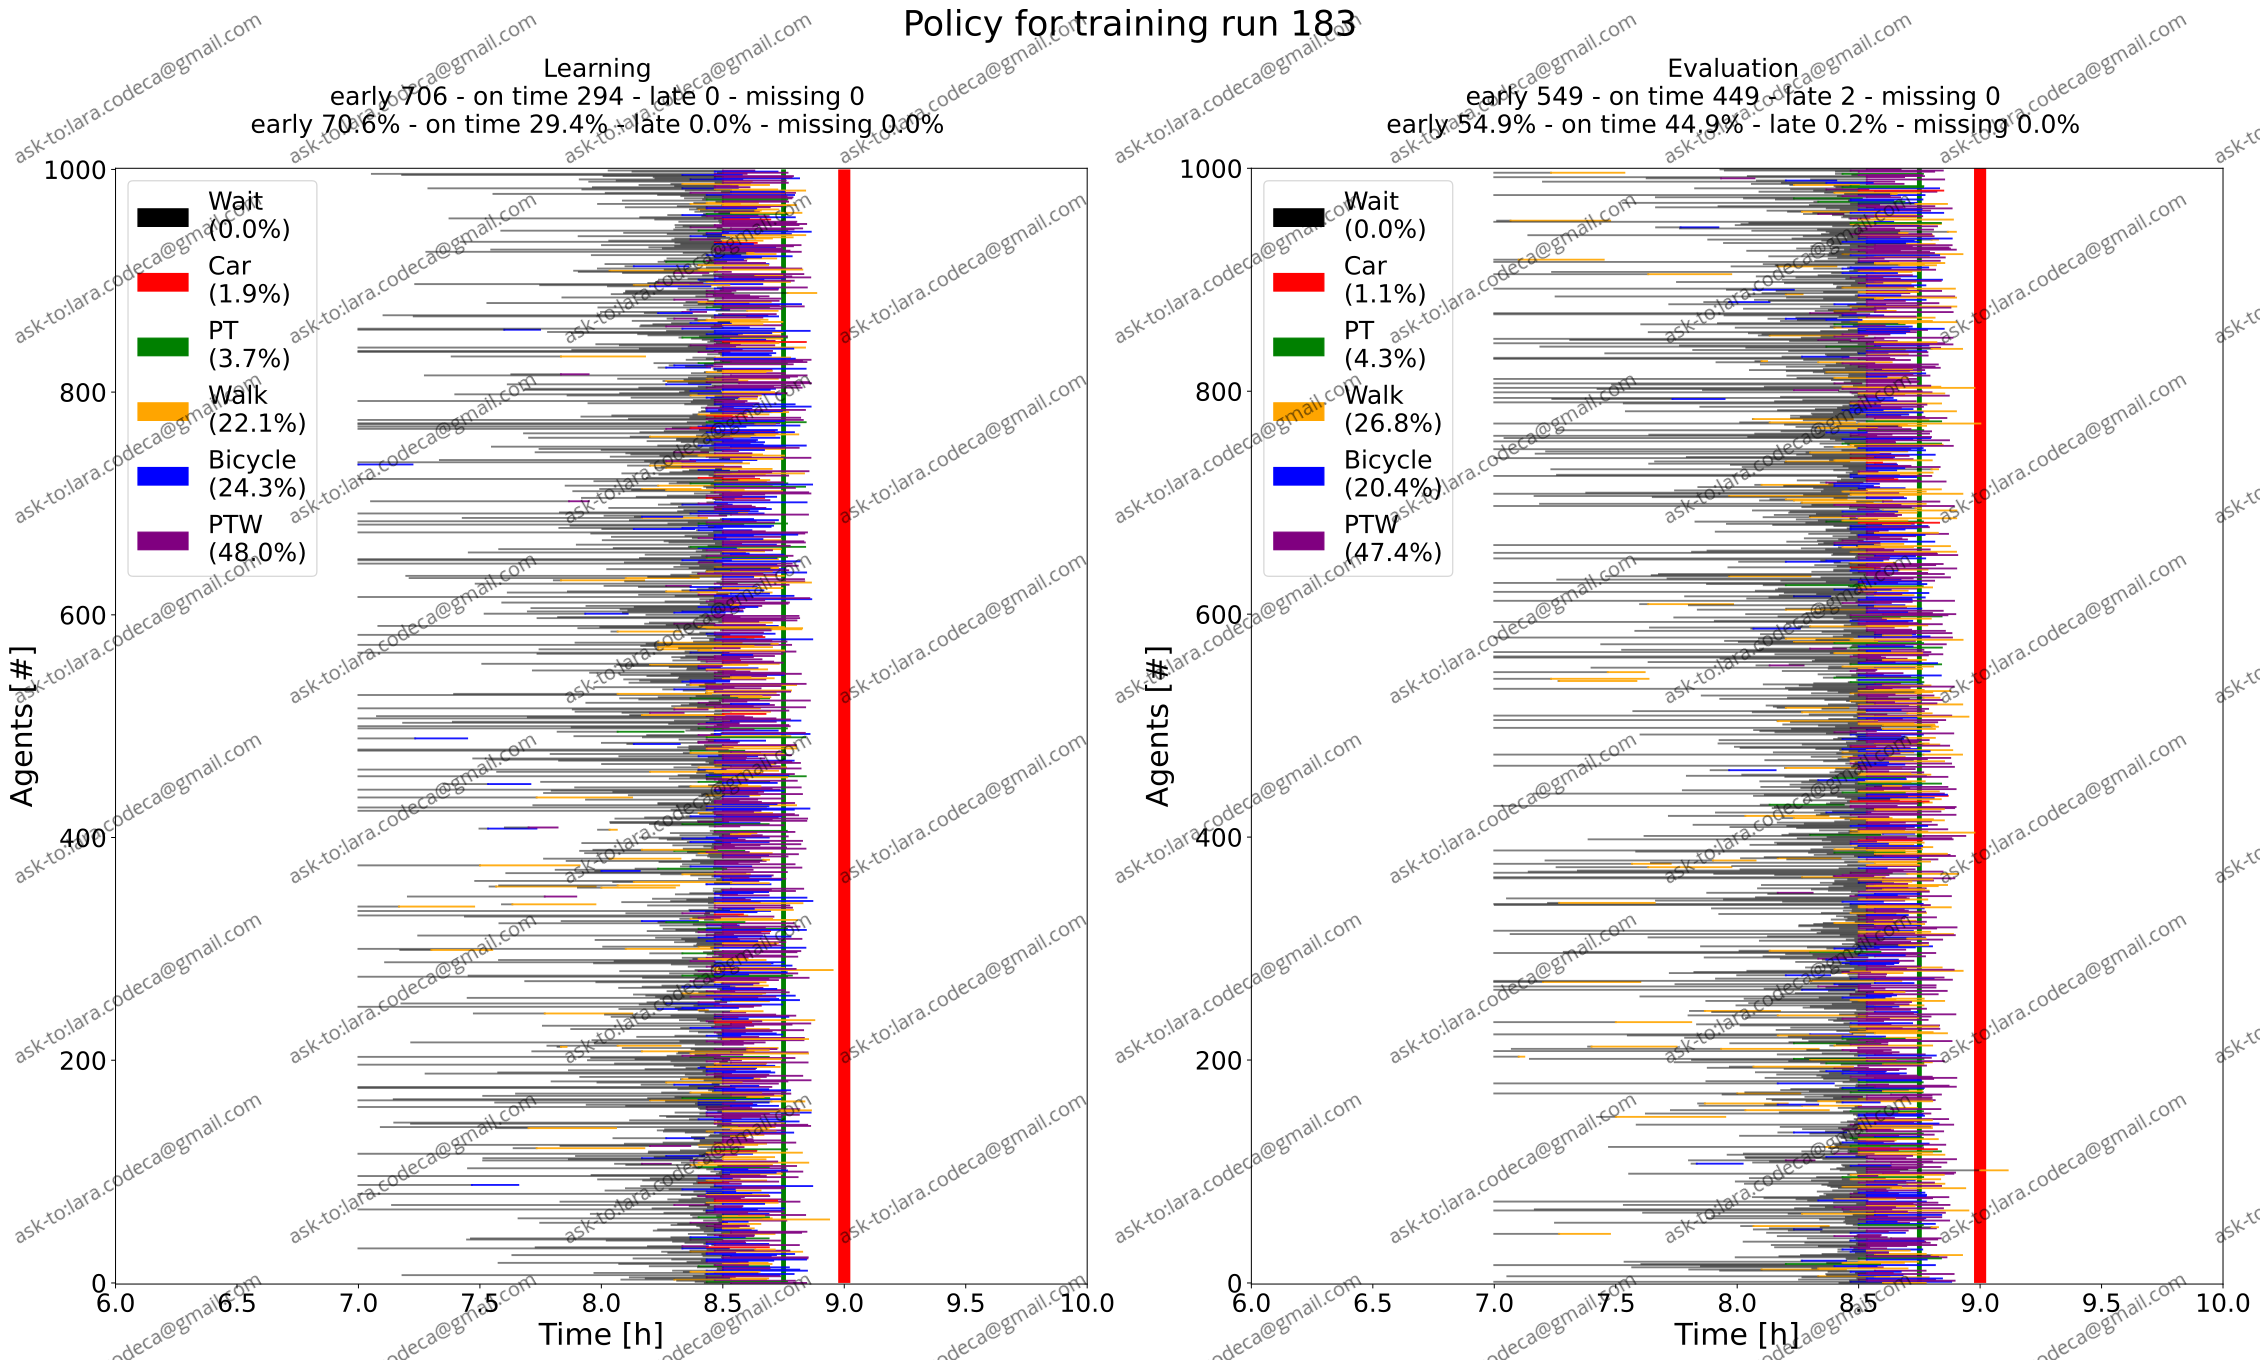 Policy for training run 183
Learning
early 706 - on time 294 - late 0 - missing 0
early 70.6% - on time 29.4% - late 0.0% - missing 0.0%
1000
800
600
400
200
0
Agents [#]
Wait
(0.0%)
Car
(1.9%)
PT
(3.7%)
Walk
(22.1%)
Bicycle
(24.3%)
PTW
(48.0%)
6.0 6.5 7.0 7.5 8.0 8.5 9.0 9.5 10.0
Time [h]
Evaluation
early 549 - on time 449 - late 2 - missing 0
early 54.9% - on time 44.9% - late 0.2% - missing 0.0%
1000
800
600
400
200
0
Agents [#]
Wait
(0.0%)
Car
(1.1%)
PT
(4.3%)
Walk
(26.8%)
Bicycle
(20.4%)
PTW
(47.4%)
6.0 6.5 7.0 7.5 8.0 8.5 9.0 9.5 10.0
Time [h]
ask-to:lara.codeca@gmail.com